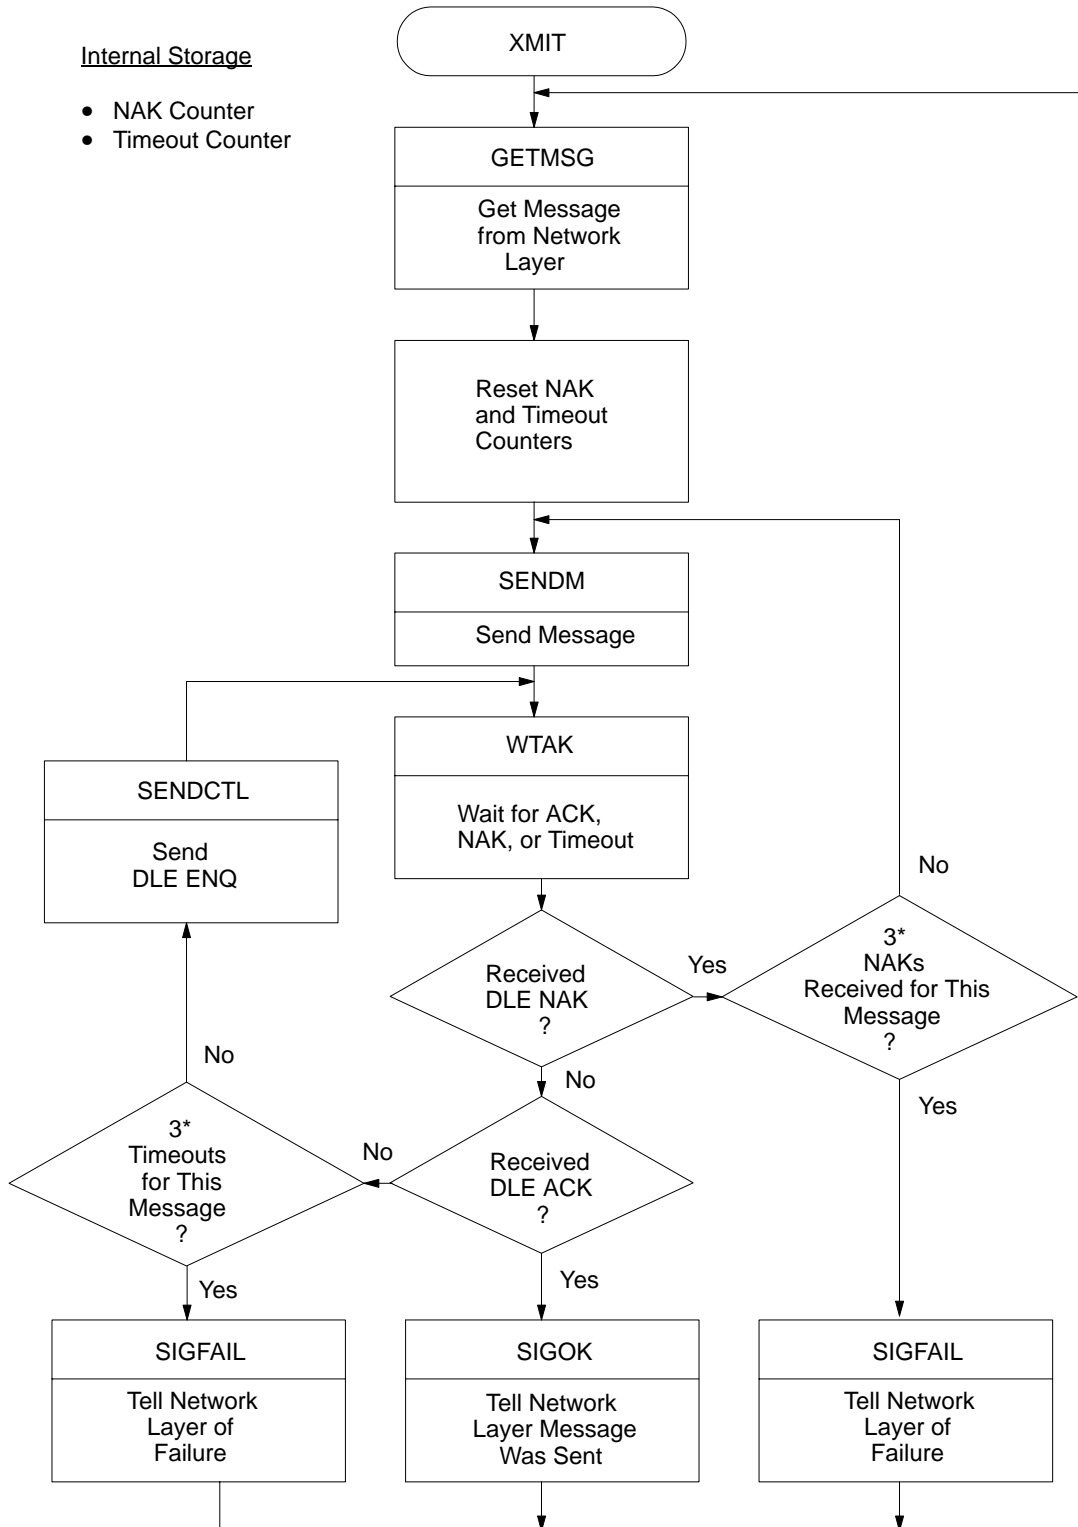 XMIT
Internal Storage
• NAK Counter
• Timeout Counter
GETMSG
Get Message
from Network
Layer
Reset NAK
and Timeout
Counters
SENDM
Send Message
WTAK
Wait for ACK,
NAK, or Timeout
SENDCTL
Send
DLE ENQ
No
3*
NAKs
Received for This
Message
?
Yes
Received
DLE NAK
?
No
No
Yes
3*
Timeouts
for This
Message
?
No
Received
DLE ACK
?
Yes
Yes
SIGFAIL
Tell Network
Layer of
Failure
SIGOK
Tell Network
Layer Message
Was Sent
SIGFAIL
Tell Network
Layer of
Failure